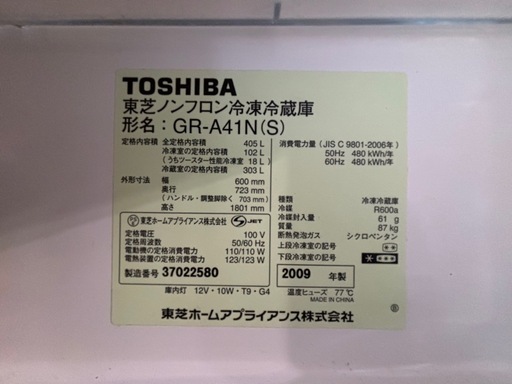 TOSHIBA
東芝ノンフロン冷凍冷蔵庫
形名：GR-A41N(S)
定格内容積 全定格内容積 405 L
冷凍室の定格内容積 102 L
(うちツースター性能冷凍室 18 L)
冷蔵室の定格内容積 303 L
外形寸法 幅 600 mm
奥行 723 mm
(ハンドル・調整脚除く 703 mm)
高さ 1801 mm
東芝ホームアプライアンス株式会社 JET
定格電圧 100 V
定格周波数 50/60 Hz
電動機の定格消費電力 110/110 W
電熱装置の定格消費電力 123/123 W
製造番号 37022580
消費電力量 (JIS C 9801-2006年)
50Hz 480 kWh/年
60Hz 480 kWh/年
種類 冷凍冷蔵庫
冷媒 R600a
冷媒封入量 61 g
質量 87 kg
断熱発泡ガス シクロペンタン
上段冷凍室の記号
下段冷凍室の記号
2009 年製
庫内灯 12V・10W・T9・G4
温度ヒューズ 77℃
MADE IN CHINA
東芝ホームアプライアンス株式会社
Ⓑ